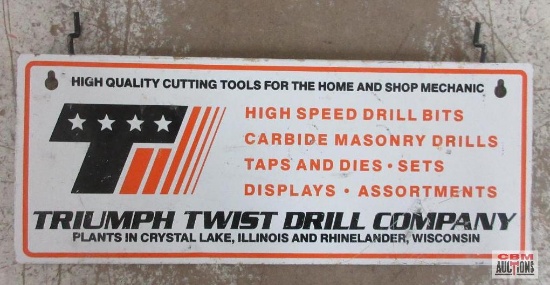 HIGH QUALITY CUTTING TOOLS FOR THE HOME AND SHOP MECHANIC
T
HIGH SPEED DRILL BITS
CARBIDE MASONRY DRILLS
TAPS AND DIES • SETS
DISPLAYS • ASSORTMENTS
TRIUMPH TWIST DRILL COMPANY
PLANTS IN CRYSTAL LAKE, ILLINOIS AND RHINELANDER, WISCONSIN
CBM
AUCTIONS